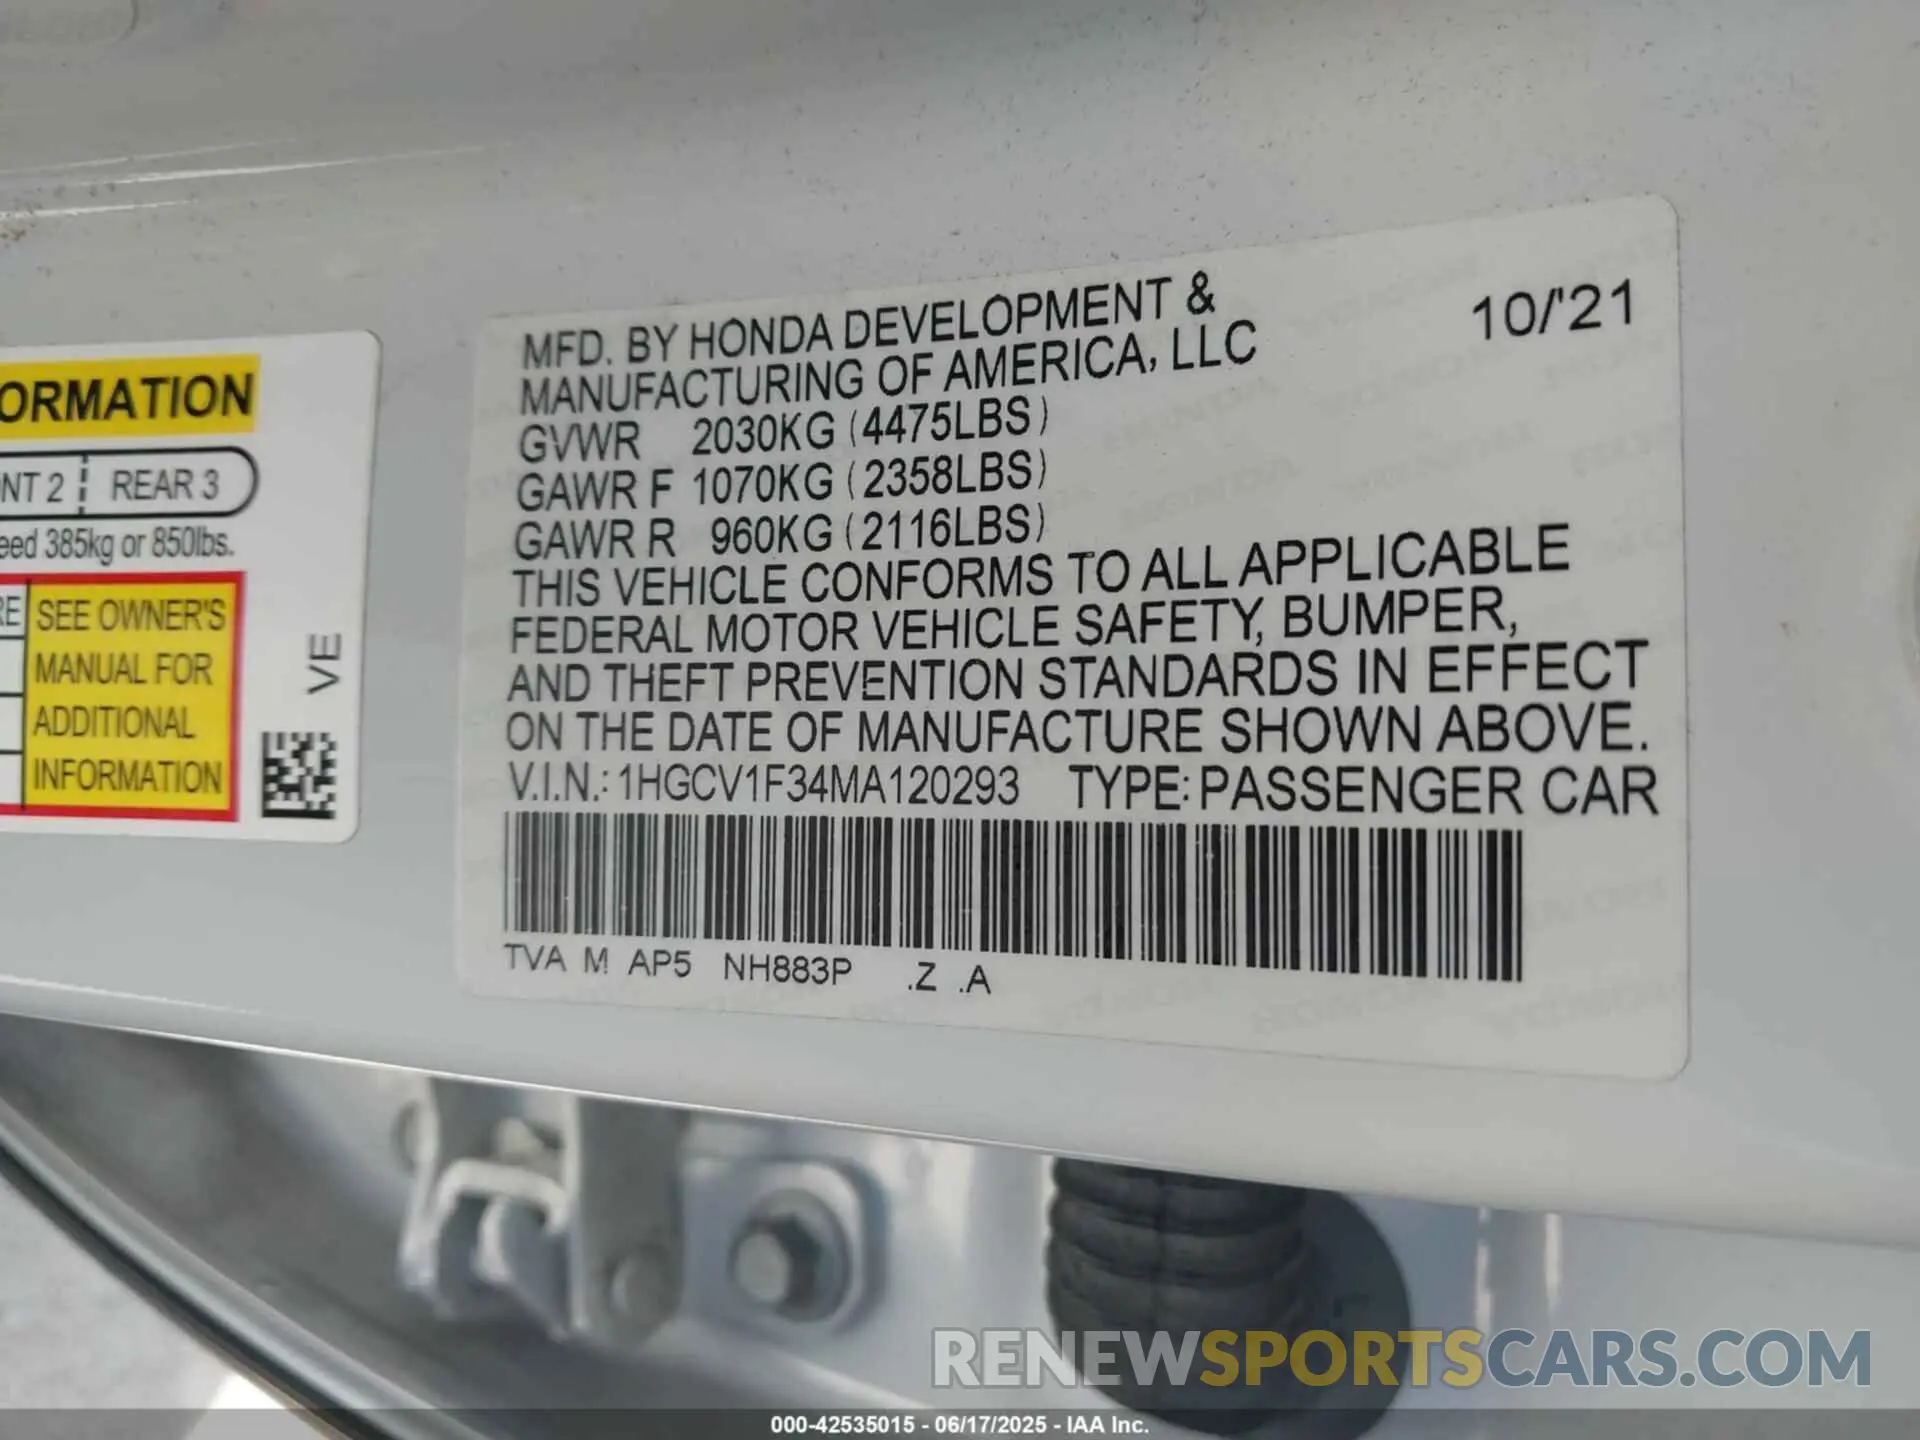 ORMATION
NT 2 REAR 3
eed 385kg or 850lbs.
RE
SEE OWNER'S
MANUAL FOR
ADDITIONAL
INFORMATION
VE
MFD. BY HONDA DEVELOPMENT &
MANUFACTURING OF AMERICA, LLC
10/'21
GVWR 2030KG (4475LBS)
GAWR F 1070KG (2358LBS)
GAWR R 960KG (2116LBS)
THIS VEHICLE CONFORMS TO ALL APPLICABLE
FEDERAL MOTOR VEHICLE SAFETY, BUMPER,
AND THEFT PREVENTION STANDARDS IN EFFECT
ON THE DATE OF MANUFACTURE SHOWN ABOVE.
V.I.N.: 1HGCV1F34MA120293 TYPE: PASSENGER CAR
TVA M AP5 NH883P .Z .A
RENEWSPORTSCARS.COM
000-42535015 - 06/17/2025 - IAA Inc.